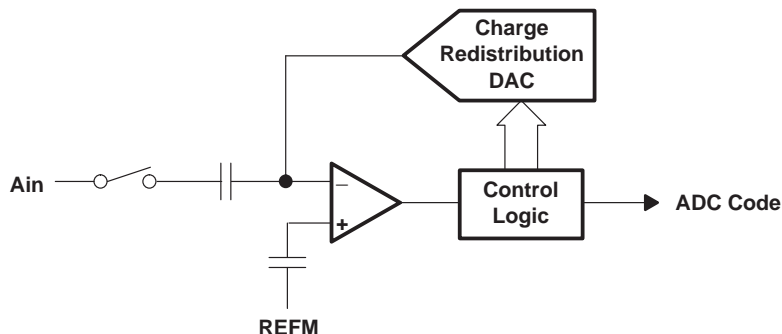 Charge
Redistribution
DAC
Ain
−
+
Control
Logic
ADC Code
REFM